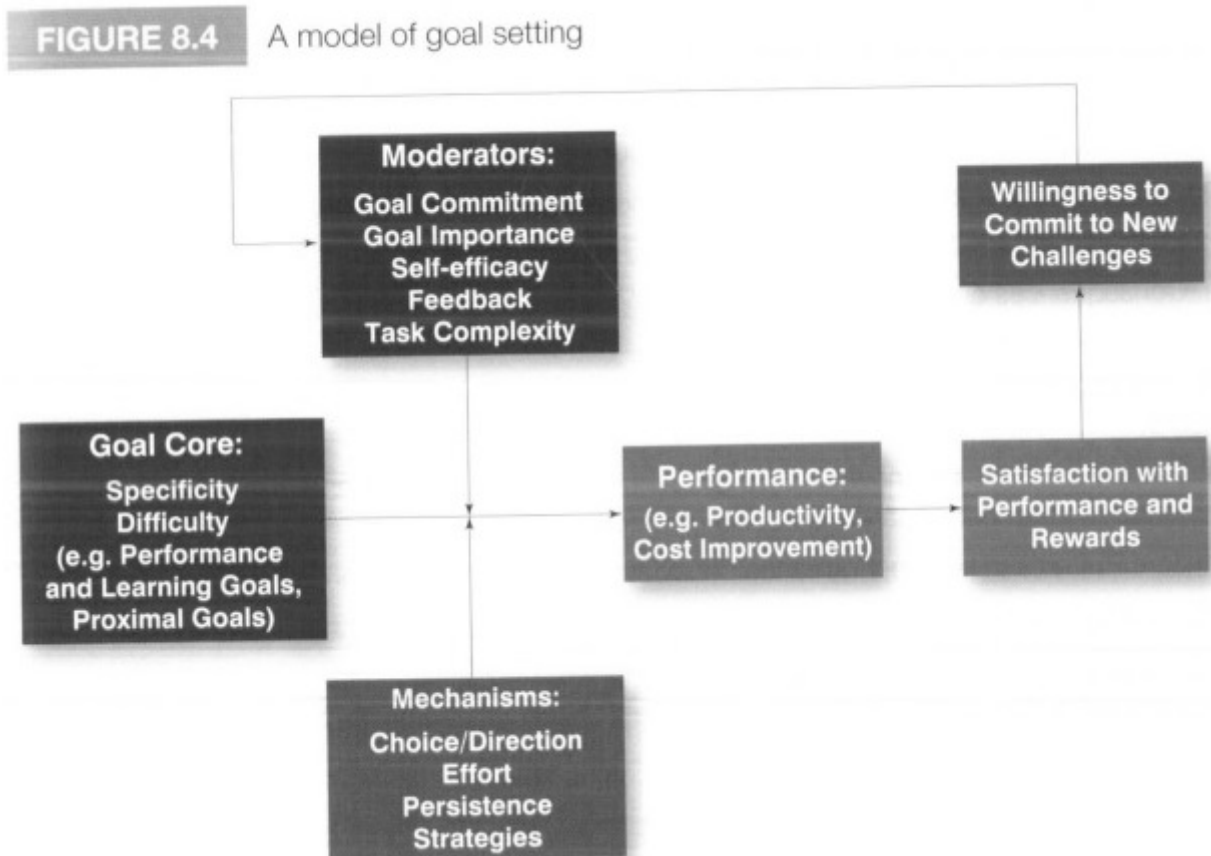 FIGURE 8.4 A model of goal setting
Moderators:
Goal Commitment
Goal Importance
Self-efficacy
Feedback
Task Complexity
Willingness to
Commit to New
Challenges
Goal Core:
Specificity
Difficulty
(e.g. Performance
and Learning Goals,
Proximal Goals)
Performance:
(e.g. Productivity,
Cost Improvement)
Satisfaction with
Performance and
Rewards
Mechanisms:
Choice/Direction
Effort
Persistence
Strategies